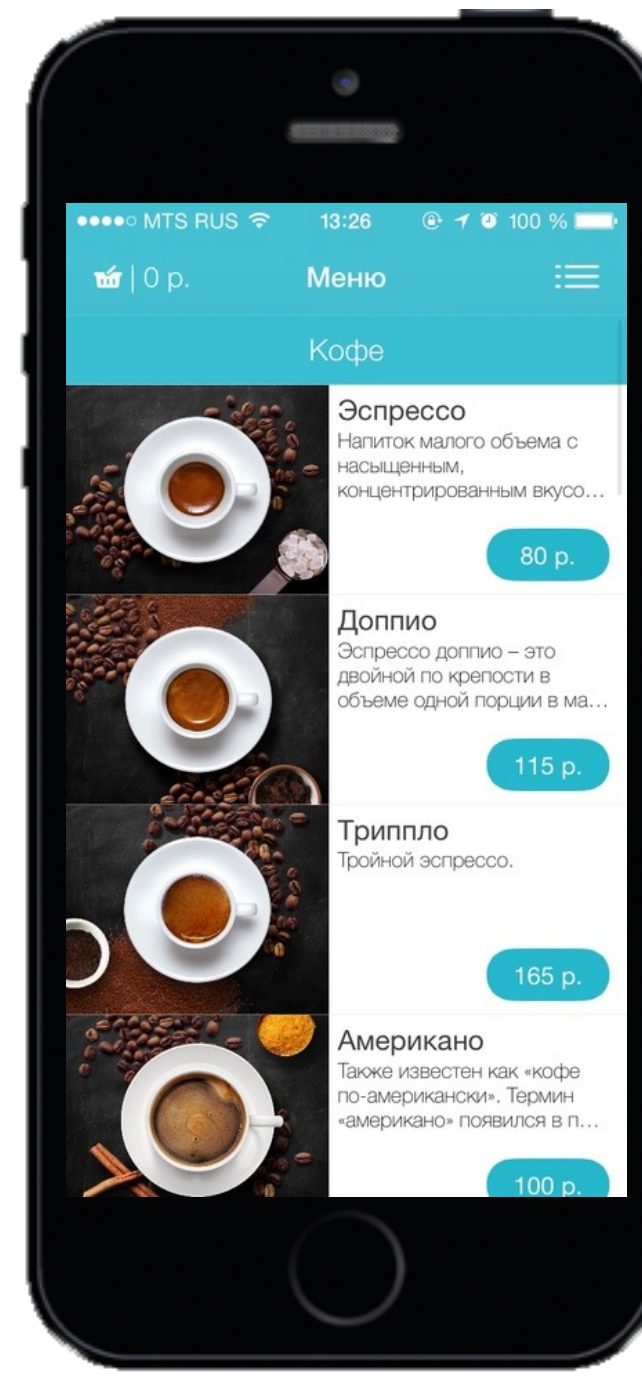 MTS RUS 13:26 100 %
0 р. Меню
Кофе
Эспрессо
Напиток малого объема с
насыщенным,
концентрированным вкусо...
80 р.
Доппио
Эспрессо доппио – это
двойной по крепости в
объеме одной порции в ма...
115 р.
Триппло
Тройной эспрессо.
165 р.
Американо
Также известен как «кофе
по-американски». Термин
«американо» появился в п...
100 р.